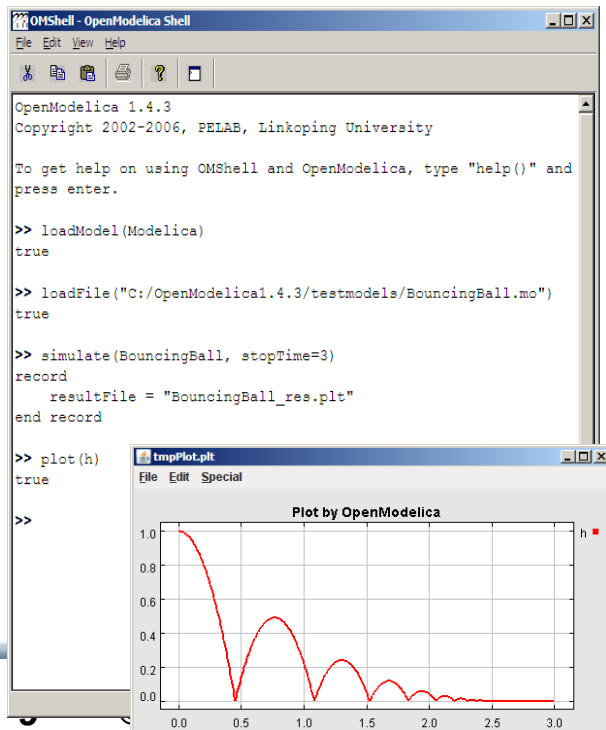 OMShell - OpenModelica Shell
File Edit View Help
OpenModelica 1.4.3
Copyright 2002-2006, PELAB, Linkoping University
To get help on using OMShell and OpenModelica, type "help()" and
press enter.
>> loadModel(Modelica)
true
>> loadFile("C:/OpenModelica1.4.3/testmodels/BouncingBall.mo")
true
>> simulate(BouncingBall, stopTime=3)
record
resultFile = "BouncingBall_res.plt"
end record
>> plot(h)
true
>>
tmpPlot.plt
File Edit Special
Plot by OpenModelica
h
1.0
0.8
0.6
0.4
0.2
0.0
0.0 0.5 1.0 1.5 2.0 2.5 3.0